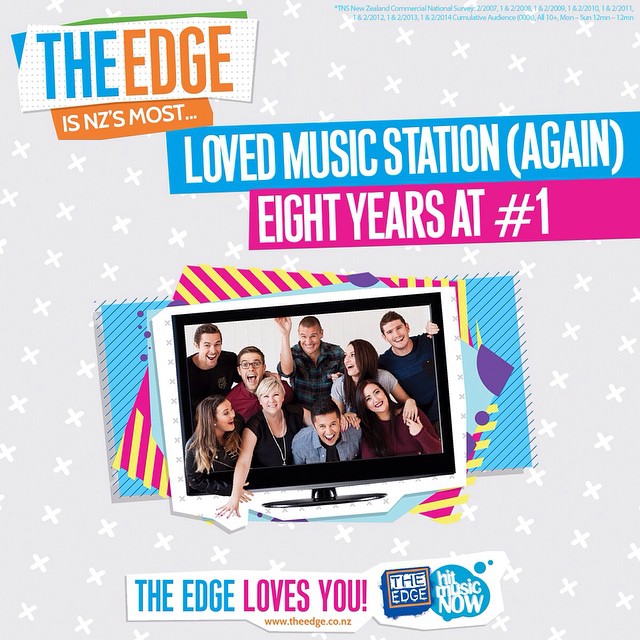 *TNS New Zealand Commercial National Survey: 2/2007, 1 & 2/2008, 1 & 2/2009, 1 & 2/2010, 1 & 2/2011,
1 & 2/2012, 1 & 2/2013, 1 & 2/2014 Cumulative Audience (000s), All 10+, Mon – Sun 12mn – 12mn
THE EDGE
IS NZ'S MOST...
LOVED MUSIC STATION (AGAIN)
EIGHT YEARS AT #1
THE EDGE LOVES YOU!
www.theedge.co.nz
THE
EDGE
hit
music
NOW